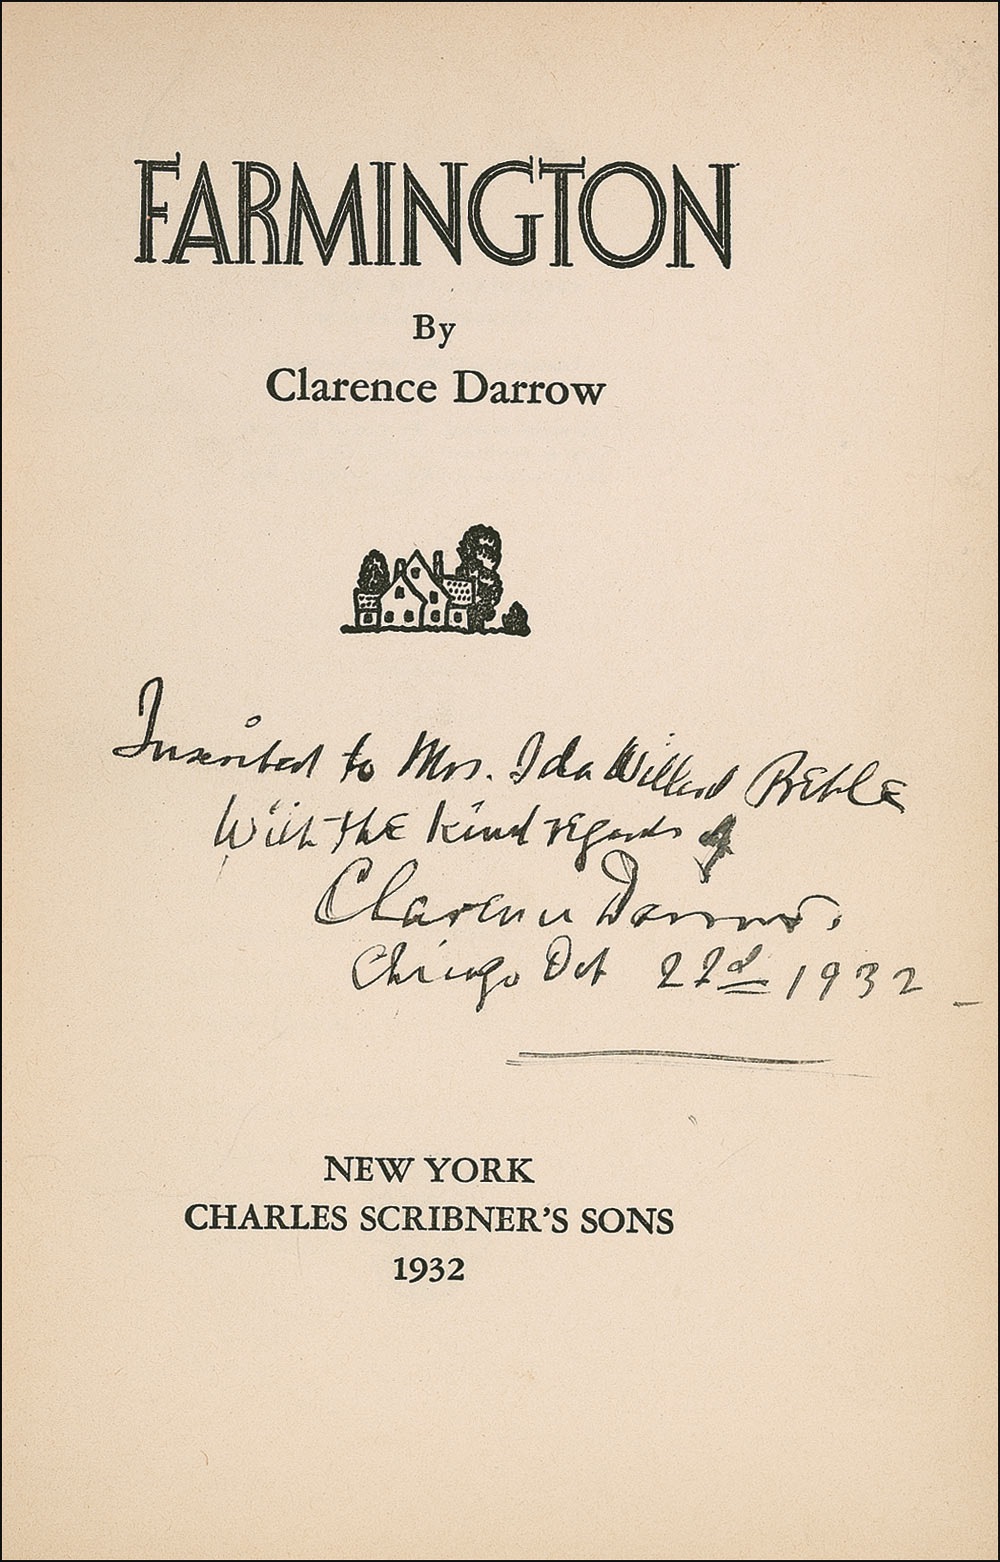 FARMINGTON
By
Clarence Darrow
Inscribed to Mrs. Ida Willard
With the kind regards of
Clarence Darrow.
Chicago Oct 22d 1932
NEW YORK
CHARLES SCRIBNER'S SONS
1932